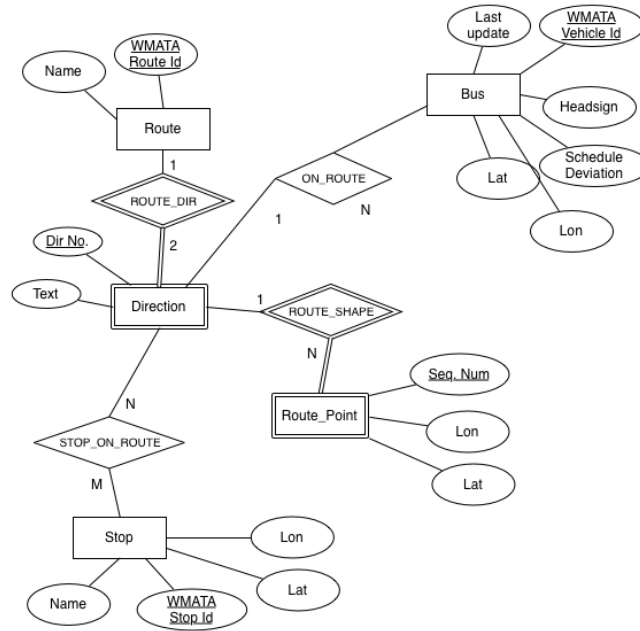 Last
update
WMATA
Vehicle Id
WMATA
Route Id
Name
Bus
Headsign
Route
Schedule
Deviation
1
ON_ROUTE
Lat
ROUTE_DIR
N
1
Lon
Dir No.
2
Text
Direction
1
ROUTE_SHAPE
N
Seq. Num
N
Route_Point
Lon
STOP_ON_ROUTE
M
Lat
Stop
Lon
Lat
Name
WMATA
Stop Id